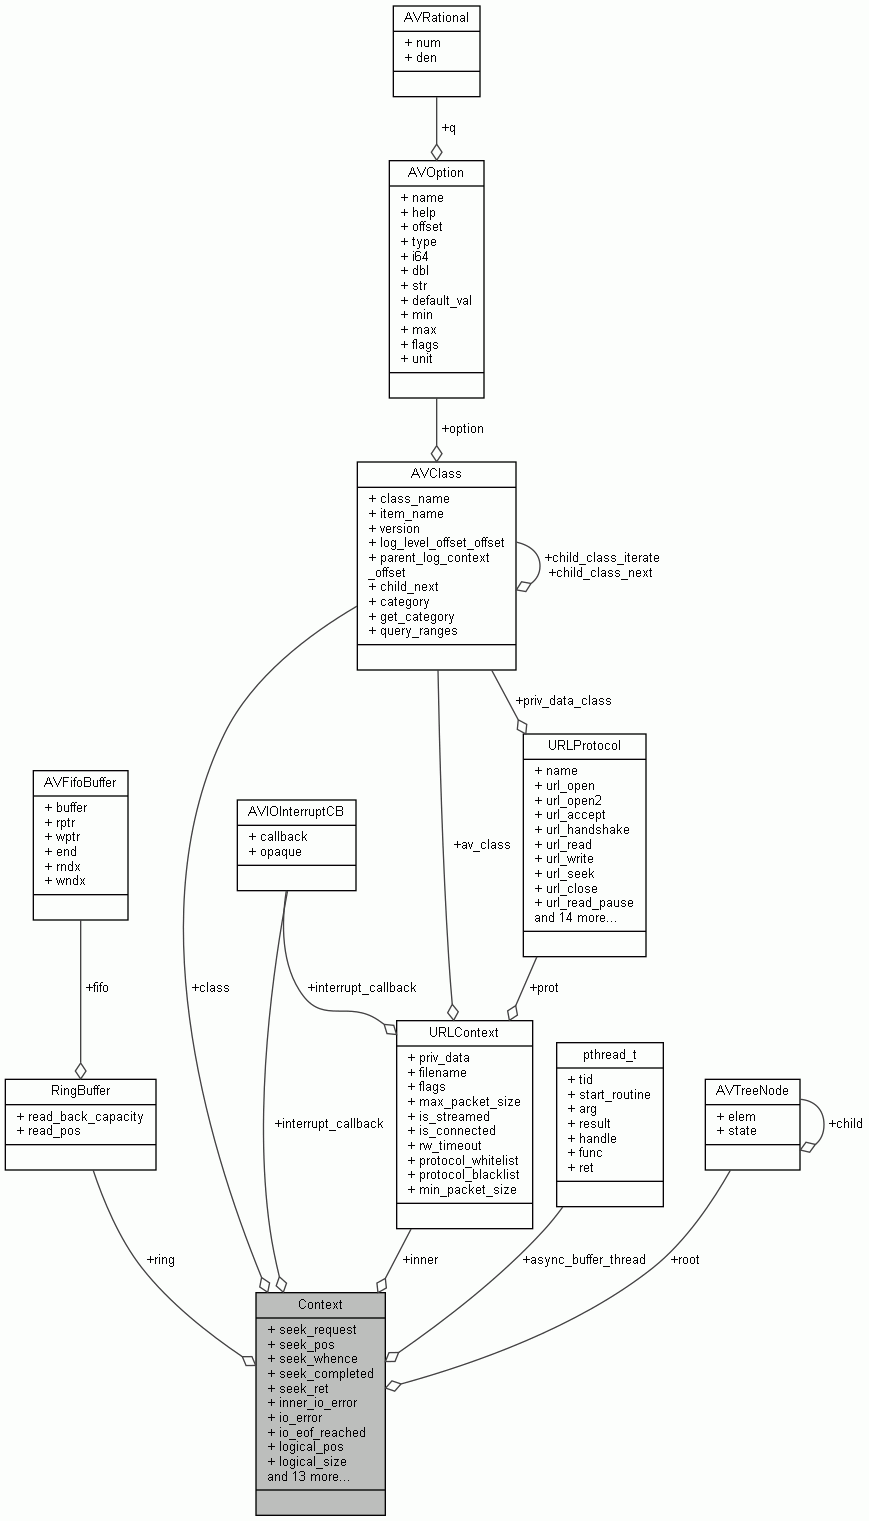 AVRational
+ num
+ den
+q
AVOption
+ name
+ help
+ offset
+ type
+ i64
+ dbl
+ str
+ default_val
+ min
+ max
+ flags
+ unit
+option
AVClass
+ class_name
+ item_name
+ version
+ log_level_offset_offset
+ parent_log_context
_offset
+ child_next
+ category
+ get_category
+ query_ranges
+child_class_iterate
+child_class_next
+priv_data_class
URLProtocol
+ name
+ url_open
+ url_open2
+ url_accept
+ url_handshake
+ url_read
+ url_write
+ url_seek
+ url_close
+ url_read_pause
and 14 more...
AVFifoBuffer
+ buffer
+ rptr
+ wptr
+ end
+ rndx
+ wndx
AVIOInterruptCB
+ callback
+ opaque
+av_class
+fifo
+class
+interrupt_callback
+prot
URLContext
+ priv_data
+ filename
+ flags
+ max_packet_size
+ is_streamed
+ is_connected
+ rw_timeout
+ protocol_whitelist
+ protocol_blacklist
+ min_packet_size
pthread_t
+ tid
+ start_routine
+ arg
+ result
+ handle
+ func
+ ret
RingBuffer
+ read_back_capacity
+ read_pos
AVTreeNode
+ elem
+ state
+child
+interrupt_callback
+ring
+inner
+async_buffer_thread
+root
Context
+ seek_request
+ seek_pos
+ seek_whence
+ seek_completed
+ seek_ret
+ inner_io_error
+ io_error
+ io_eof_reached
+ logical_pos
+ logical_size
and 13 more...